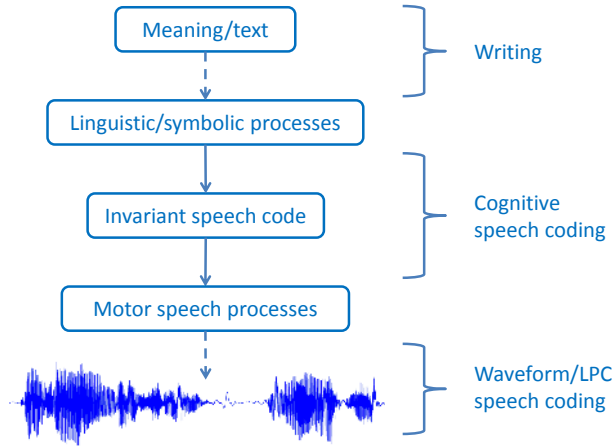 Meaning/text
Writing
Linguistic/symbolic processes
Invariant speech code
Cognitive
speech coding
Motor speech processes
Waveform/LPC
speech coding